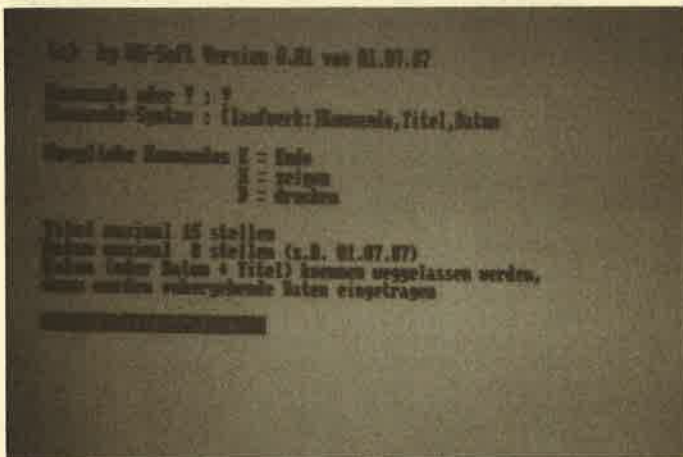 by Soft Version 0.01 von 01.07.87
Kommando oder ? : ?
Kommando-Syntax : [laufwerk:]Kommando,Titel,Datum
Moegliche Kommandos E :: Ende
:: zeigen
:: drucken
Titel maximal 15 stellen
Datum maximal 8 stellen (z.B. 01.07.87)
Datum (oder Datum + Titel) koennen weggelassen werden,
dann werden vorhergehende Daten eingetragen